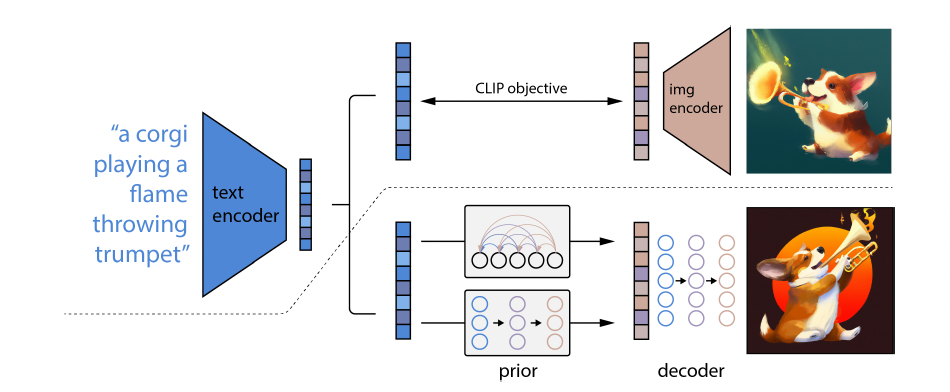 “a corgi
playing a
flame
throwing
trumpet”
text
encoder
CLIP objective
img
encoder
prior
decoder